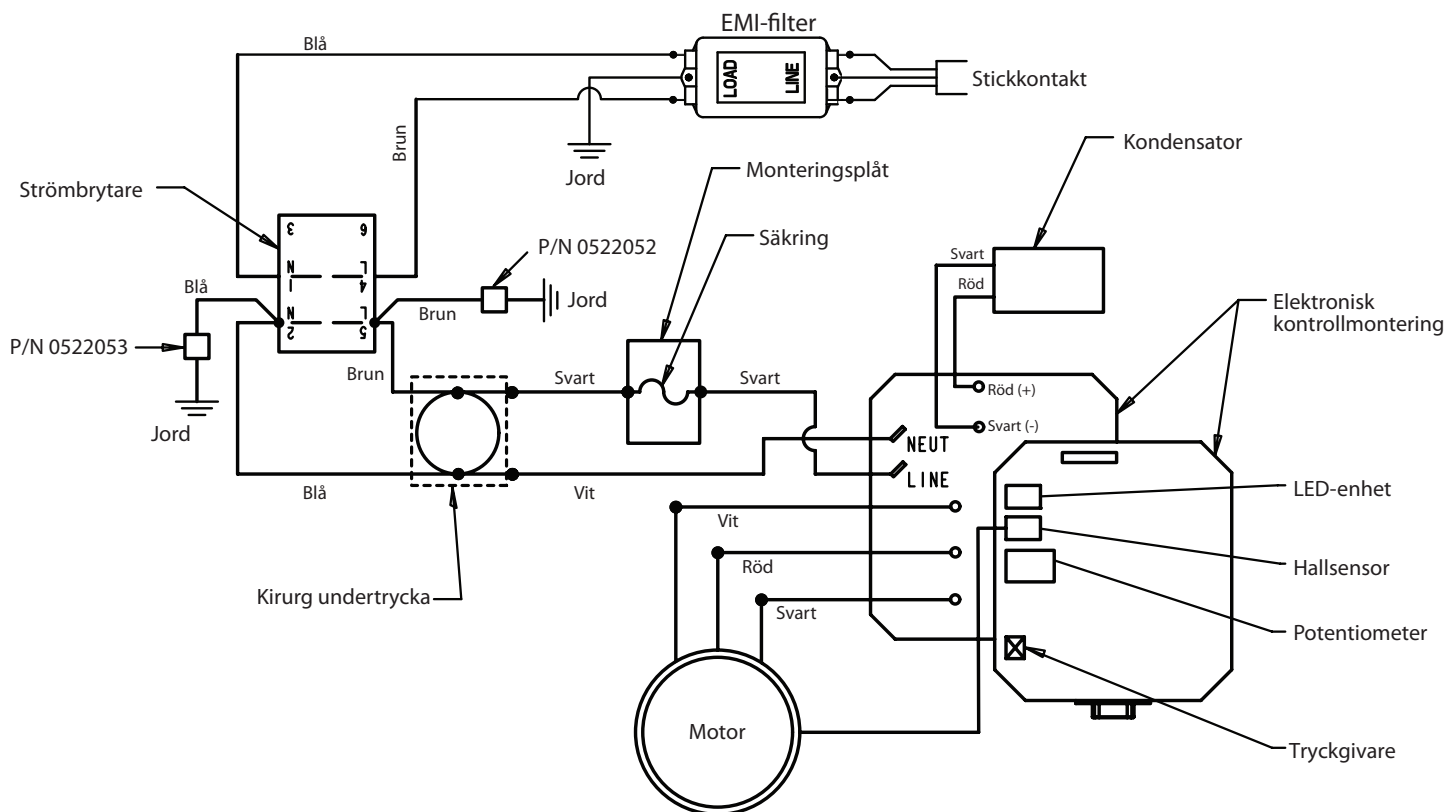 EMI-filter
Blå
LOAD
LINE
Stickkontakt
Brun
Jord
Kondensator
Monteringsplåt
Strömbrytare
3
6
Säkring
P/N 0522052
Svart
N
L
1
4
Röd
Blå
Brun
Jord
Elektronisk
kontrollmontering
N
L
2
5
P/N 0522053
Brun
Svart
Svart
Röd (+)
Jord
Svart (-)
NEUT
LINE
Blå
Vit
LED-enhet
Vit
Röd
Hallsensor
Kirurg undertrycka
Svart
Potentiometer
Motor
Tryckgivare